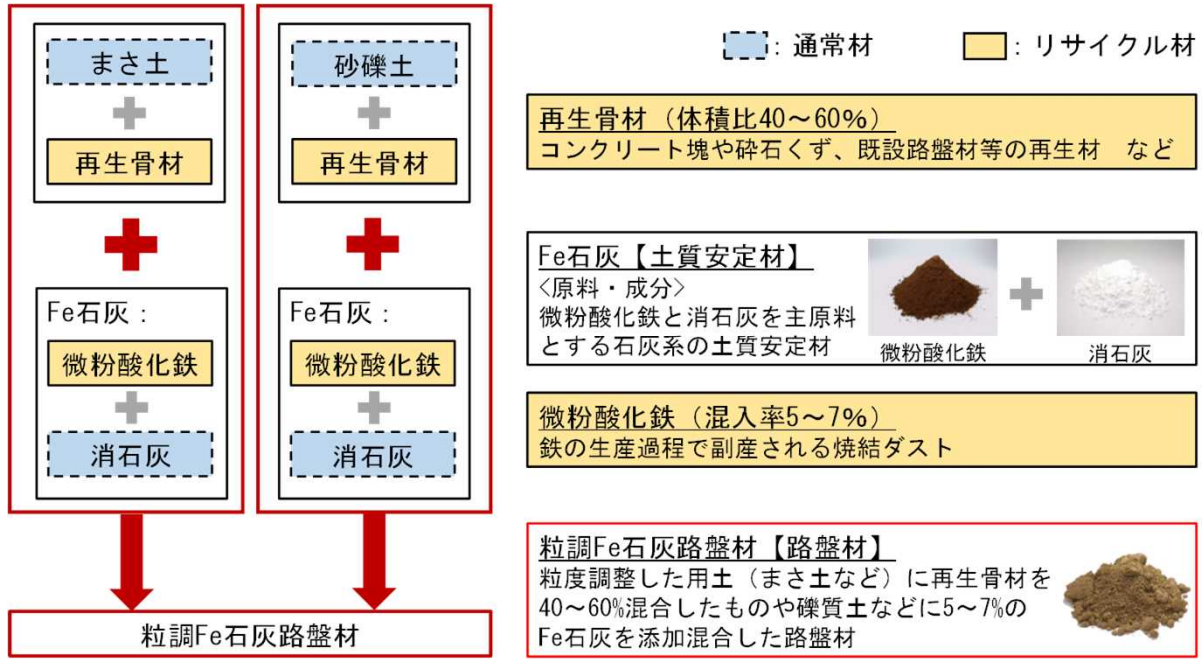 まさ土
再生骨材
Fe石灰：
微粉酸化鉄
消石灰
砂礫土
再生骨材
Fe石灰：
微粉酸化鉄
消石灰
粒調Fe石灰路盤材
：通常材
：リサイクル材
再生骨材（体積比40～60%）
コンクリート塊や砕石くず、既設路盤材等の再生材　など
Fe石灰【土質安定材】
<原料・成分>
微粉酸化鉄と消石灰を主原料
とする石灰系の土質安定材
微粉酸化鉄
消石灰
微粉酸化鉄（混入率5～7%）
鉄の生産過程で副産される焼結ダスト
粒調Fe石灰路盤材【路盤材】
粒度調整した用土（まさ土など）に再生骨材を
40～60%混合したものや礫質土などに5～7%の
Fe石灰を添加混合した路盤材